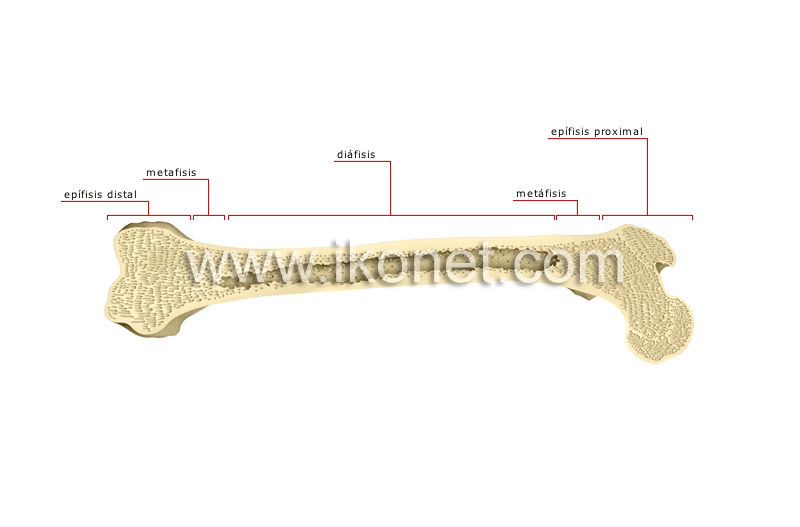 epífisis proximal
diáfisis
metafisis
metáfisis
epífisis distal
www.ikonet.com